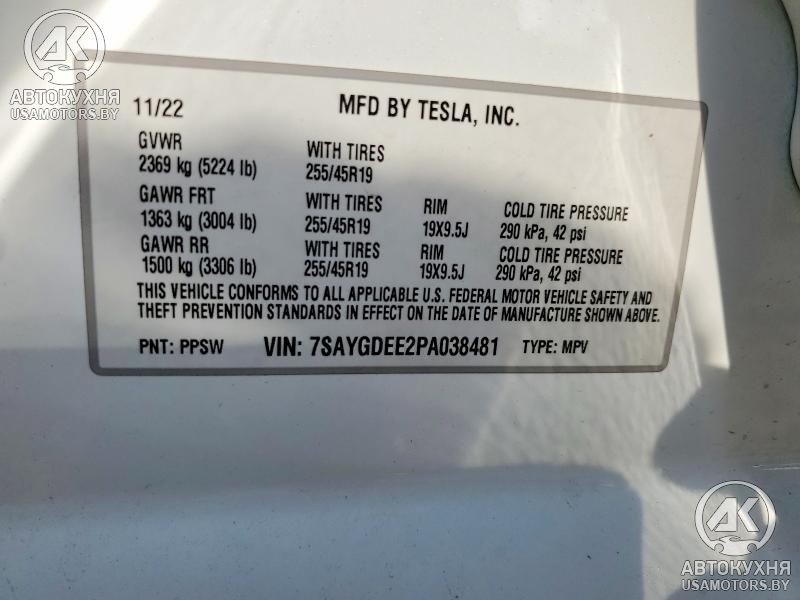 AK
АВТОКУХНЯ
USAMOTORS.BY
11/22 MFD BY TESLA, INC.
GVWR
2369 kg (5224 lb) WITH TIRES 255/45R19
GAWR FRT
1363 kg (3004 lb) WITH TIRES 255/45R19 RIM 19X9.5J COLD TIRE PRESSURE 290 kPa, 42 psi
GAWR RR
1500 kg (3306 lb) WITH TIRES 255/45R19 RIM 19X9.5J COLD TIRE PRESSURE 290 kPa, 42 psi
THIS VEHICLE CONFORMS TO ALL APPLICABLE U.S. FEDERAL MOTOR VEHICLE SAFETY AND
THEFT PREVENTION STANDARDS IN EFFECT ON THE DATE OF MANUFACTURE SHOWN ABOVE.
PNT: PPSW VIN: 7SAYGDEE2PA038481 TYPE: MPV
AK
АВТОКУХНЯ
USAMOTORS.BY